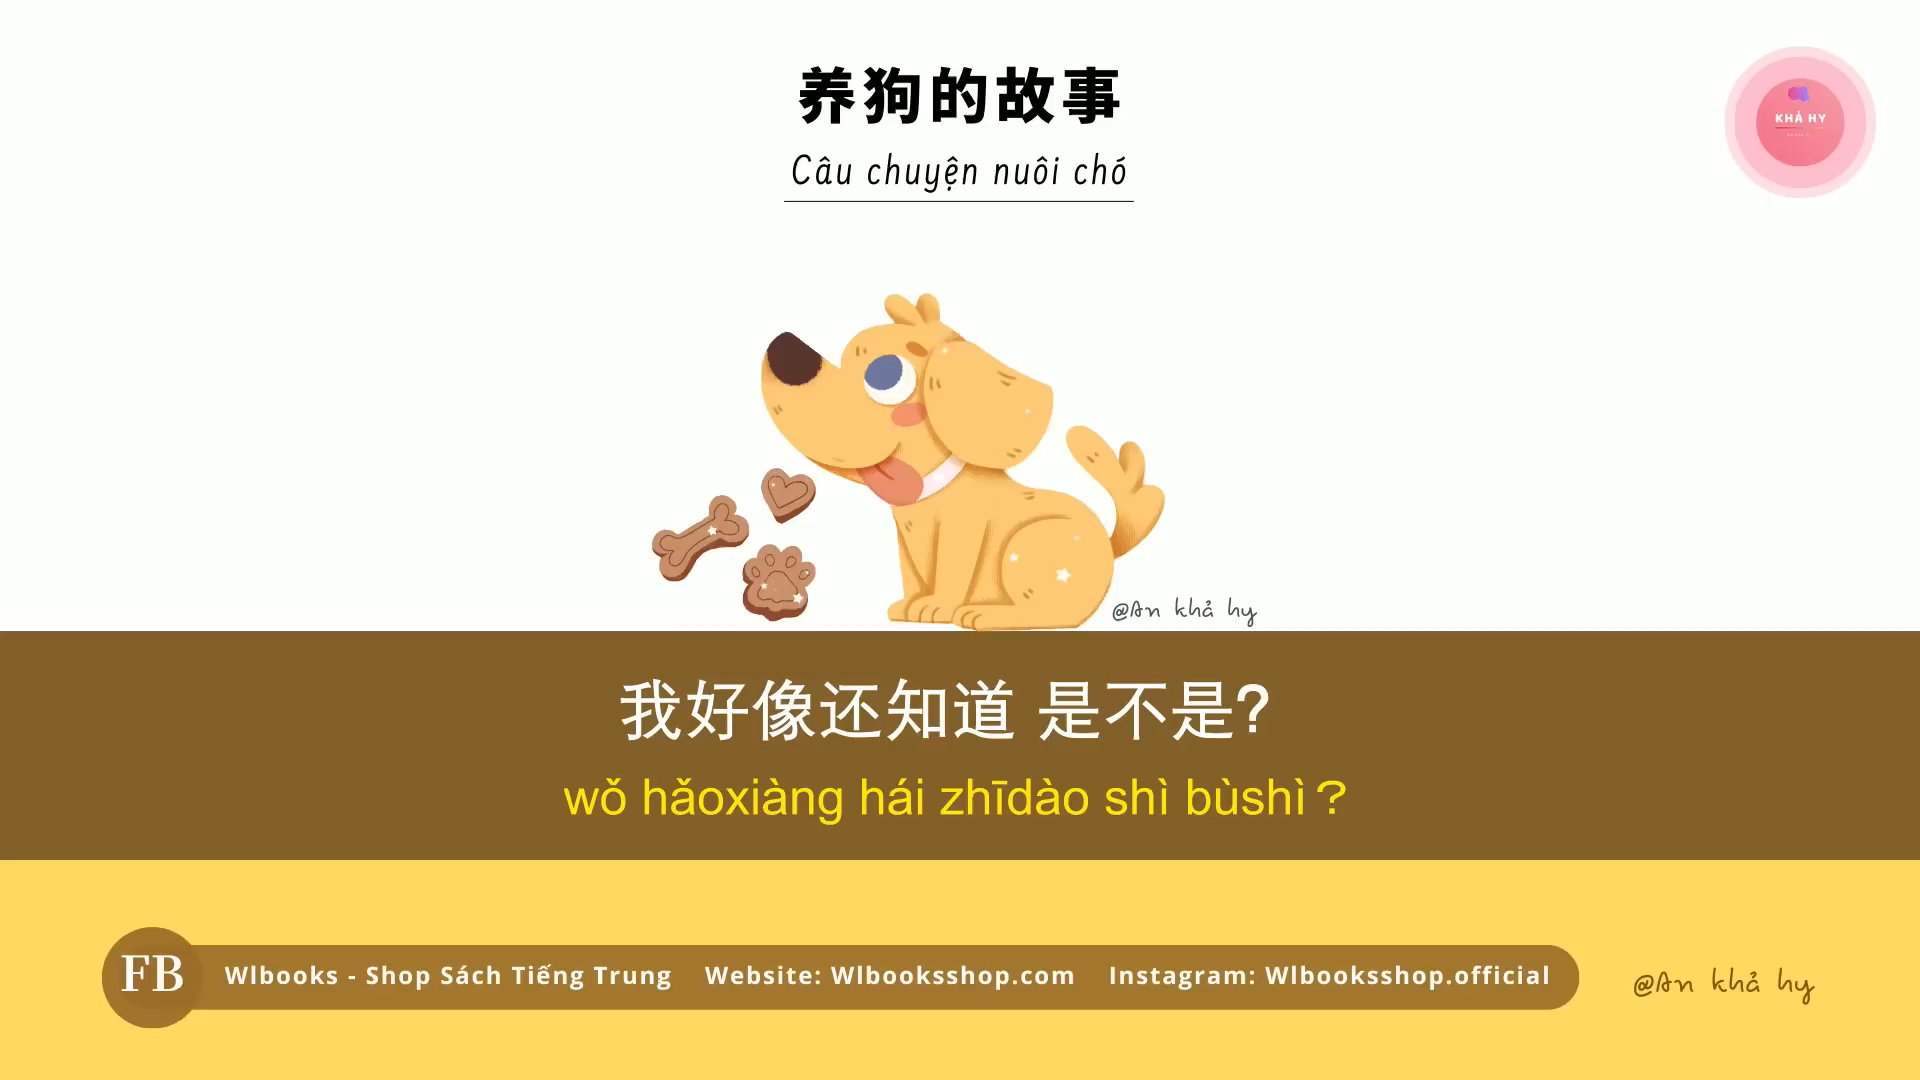 养狗的故事
Câu chuyện nuôi chó
KHẢ HY
@An khả hy
我好像还知道 是不是?
wǒ hǎoxiàng hái zhīdào shì bùshì？
FB Wlbooks - Shop Sách Tiếng Trung Website: Wlbooksshop.com Instagram: Wlbooksshop.official
@An khả hy